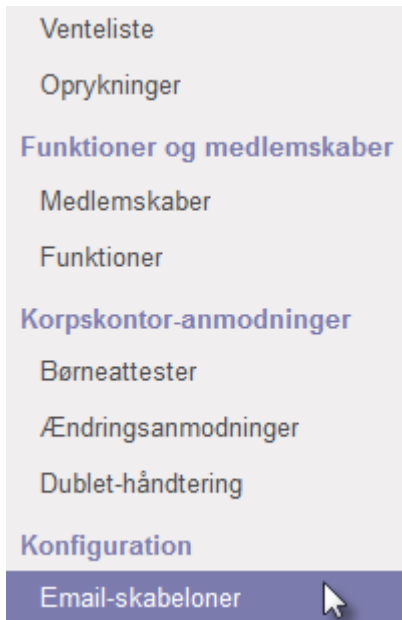 Venteliste
Oprykninger
Funktioner og medlemskaber
Medlemskaber
Funktioner
Korpskontor-anmodninger
Børneattester
Ændringsanmodninger
Dublet-håndtering
Konfiguration
Email-skabeloner